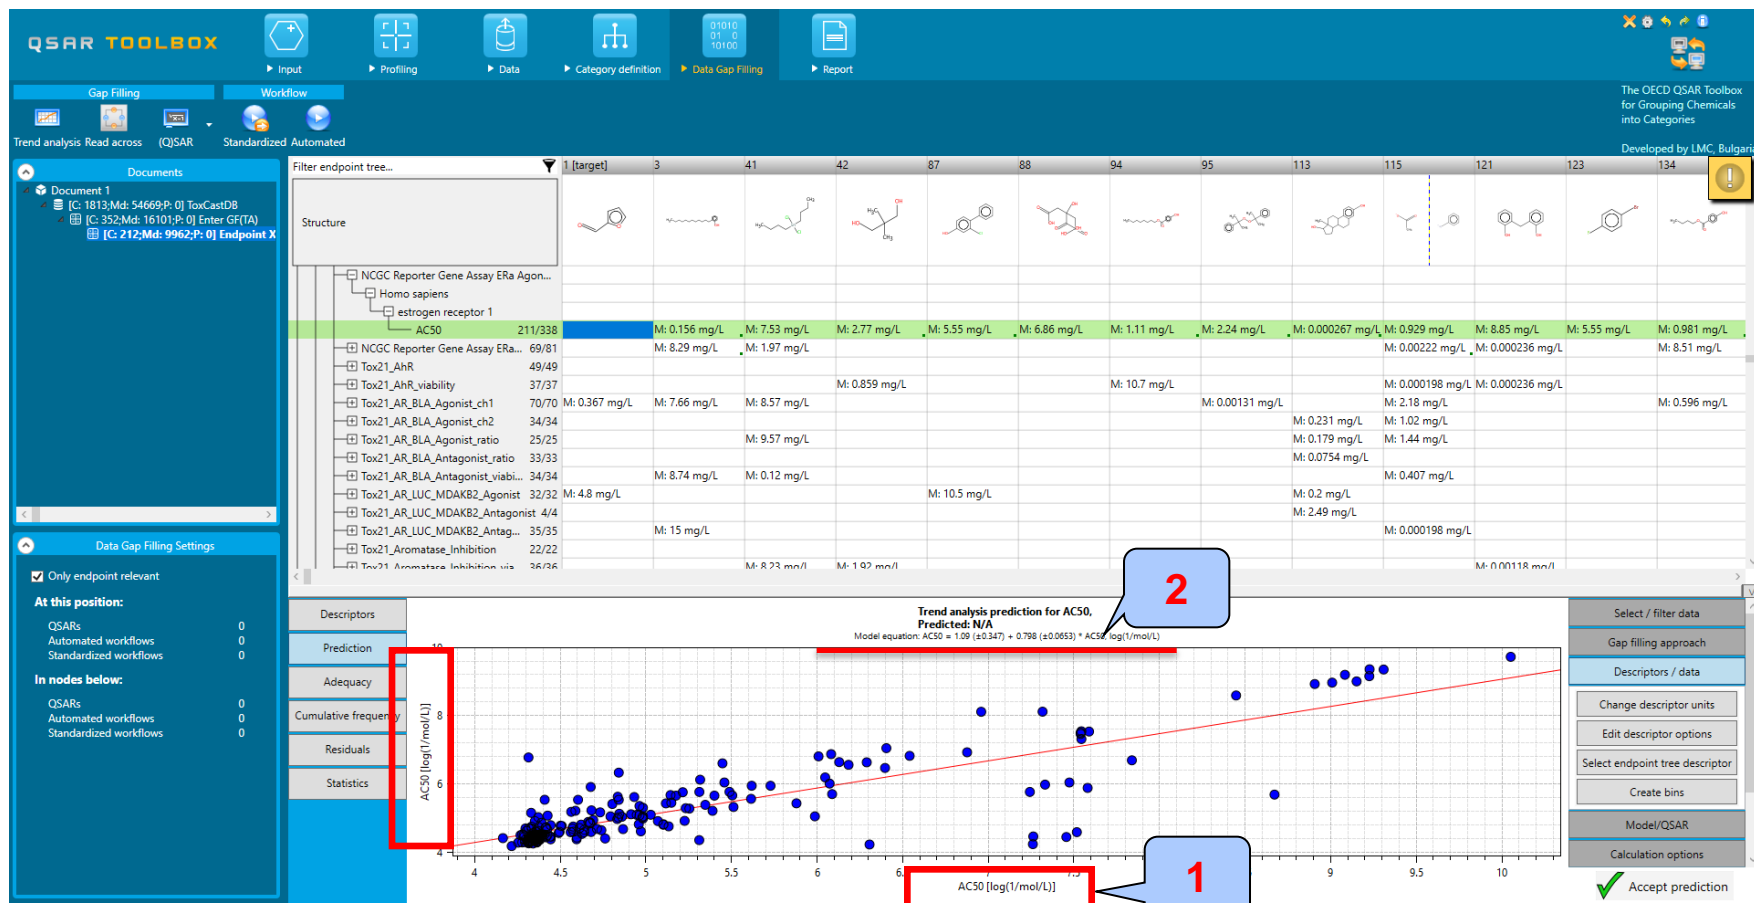 QSAR TOOLBOX
Input
Profiling
Data
Category definition
01010
01 0
10100
Data Gap Filling
Report
Gap Filling
Workflow
Trend analysis
Read across
(Q)SAR
Standardized
Automated
The OECD QSAR Toolbox
for Grouping Chemicals
into Categories
Developed by LMC, Bulgaria
Documents
Document 1
[C: 1813;Md: 54669;P: 0] ToxCastDB
[C: 352;Md: 16101;P: 0] Enter GF(TA)
[C: 212;Md: 9962;P: 0] Endpoint X
Filter endpoint tree...
1 [target] 3 41 42 87 88 94 95 113 115 121 123 134
Structure
NCGC Reporter Gene Assay ERa Agon...
Homo sapiens
estrogen receptor 1
AC50 211/338 M: 0.156 mg/L M: 7.53 mg/L M: 2.77 mg/L M: 5.55 mg/L M: 6.86 mg/L M: 1.11 mg/L M: 2.24 mg/L M: 0.000267 mg/L M: 0.929 mg/L M: 8.85 mg/L M: 5.55 mg/L M: 0.981 mg/L
NCGC Reporter Gene Assay ERa... 69/81 M: 8.29 mg/L M: 1.97 mg/L M: 0.00222 mg/L M: 0.000236 mg/L M: 8.51 mg/L
Tox21_AhR 49/49
Tox21_AhR_viability 37/37 M: 0.859 mg/L M: 10.7 mg/L M: 0.000198 mg/L M: 0.000236 mg/L
Tox21_AR_BLA_Agonist_ch1 70/70 M: 0.367 mg/L M: 7.66 mg/L M: 8.57 mg/L M: 0.00131 mg/L M: 2.18 mg/L M: 0.596 mg/L
Tox21_AR_BLA_Agonist_ch2 34/34 M: 0.231 mg/L M: 1.02 mg/L
Tox21_AR_BLA_Agonist_ratio 25/25 M: 9.57 mg/L M: 0.179 mg/L M: 1.44 mg/L
Tox21_AR_BLA_Antagonist_ratio 33/33 M: 0.0754 mg/L
Tox21_AR_BLA_Antagonist_viabi... 34/34 M: 8.74 mg/L M: 0.12 mg/L M: 0.407 mg/L
Tox21_AR_LUC_MDAKB2_Agonist 32/32 M: 4.8 mg/L M: 10.5 mg/L M: 0.2 mg/L
Tox21_AR_LUC_MDAKB2_Antagonist 4/4 M: 2.49 mg/L
Tox21_AR_LUC_MDAKB2_Antag... 35/35 M: 15 mg/L M: 0.000198 mg/L
Tox21_Aromatase_Inhibition 22/22
Tox21_Aromatase_Inhibition_via... 36/36 M: 8.23 mg/L M: 1.92 mg/L M: 0.00118 mg/L
Data Gap Filling Settings
Only endpoint relevant
At this position:
QSARs 0
Automated workflows 0
Standardized workflows 0
In nodes below:
QSARs 0
Automated workflows 0
Standardized workflows 0
Descriptors
Prediction
Adequacy
Cumulative frequency
Residuals
Statistics
Trend analysis prediction for AC50,
Predicted: N/A
Model equation: AC50 = 1.09 (±0.347) + 0.798 (±0.0653) * AC50, log(1/mol/L)
2
10
8
6
4
AC50 [log(1/mol/L)]
4 4.5 5 5.5 6 9 9.5 10
AC50 [log(1/mol/L)]
1
Select / filter data
Gap filling approach
Descriptors / data
Change descriptor units
Edit descriptor options
Select endpoint tree descriptor
Create bins
Model/QSAR
Calculation options
Accept prediction